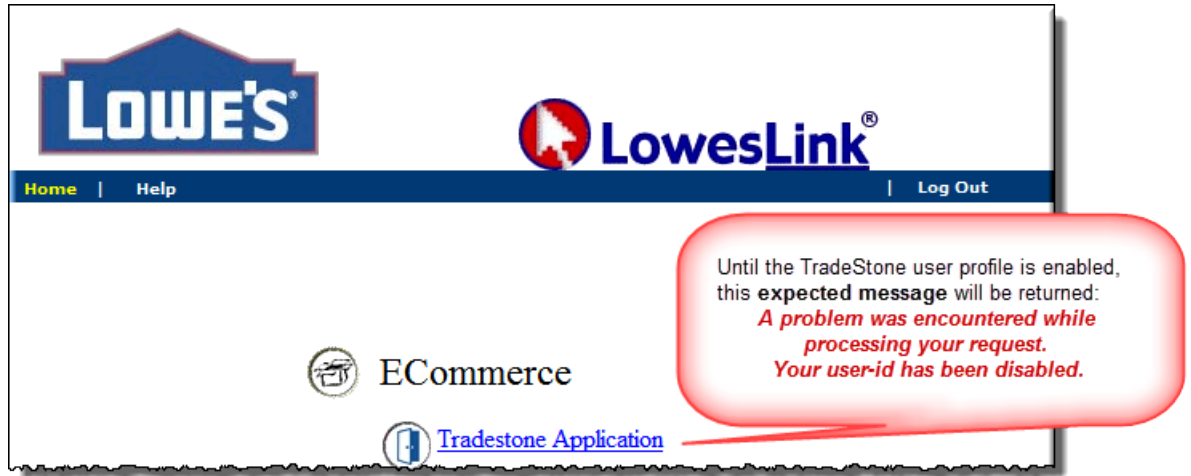 LOWE'S®
LowesLink®
Home | Help | Log Out
Until the TradeStone user profile is enabled,
this expected message will be returned:
A problem was encountered while
processing your request.
Your user-id has been disabled.
ECommerce
Tradestone Application